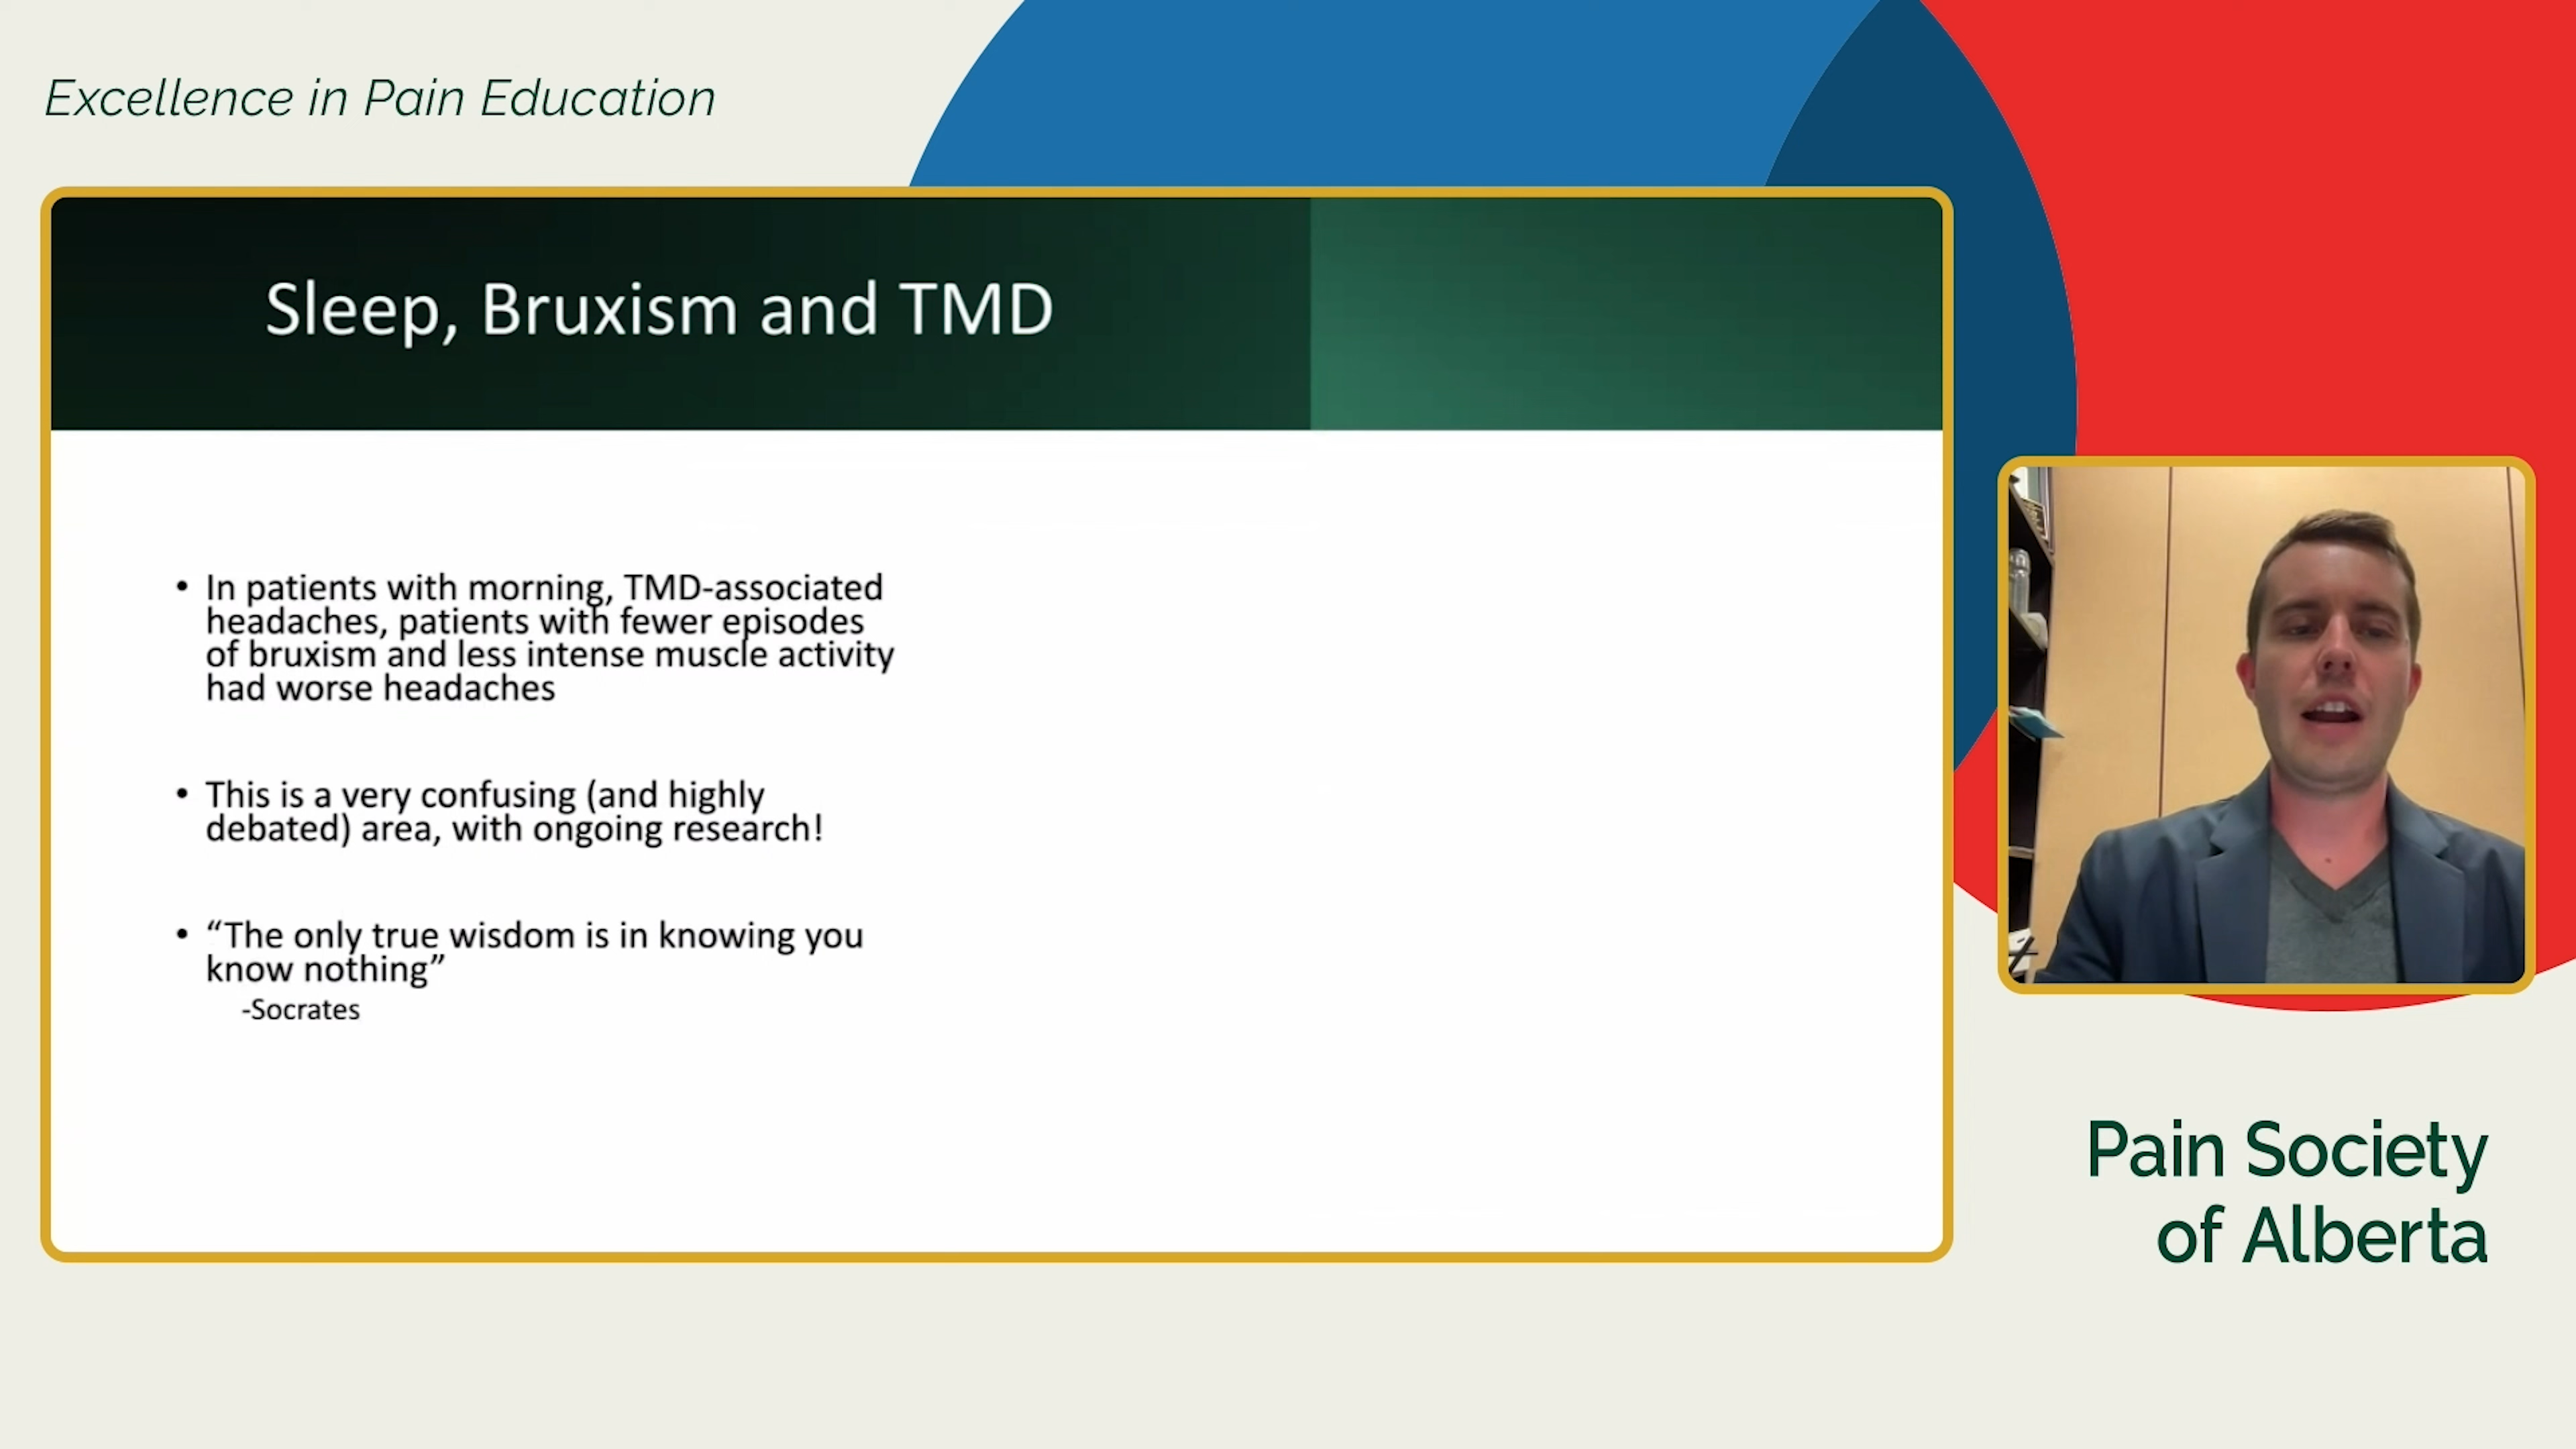 Excellence in Pain Education
Sleep, Bruxism and TMD
• In patients with morning, TMD-associated
headaches, patients with fewer episodes
of bruxism and less intense muscle activity
had worse headaches
• This is a very confusing (and highly
debated) area, with ongoing research!
• “The only true wisdom is in knowing you
know nothing”
-Socrates
Pain Society
of Alberta